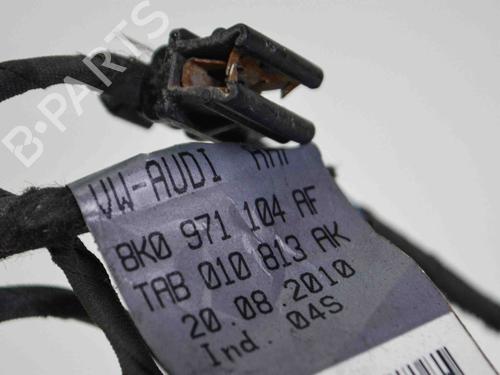 B-PARTS
VW-AUDI
8K0 971 104 AF
TAB 010 813 AK
20.08.2010
Ind. 04S